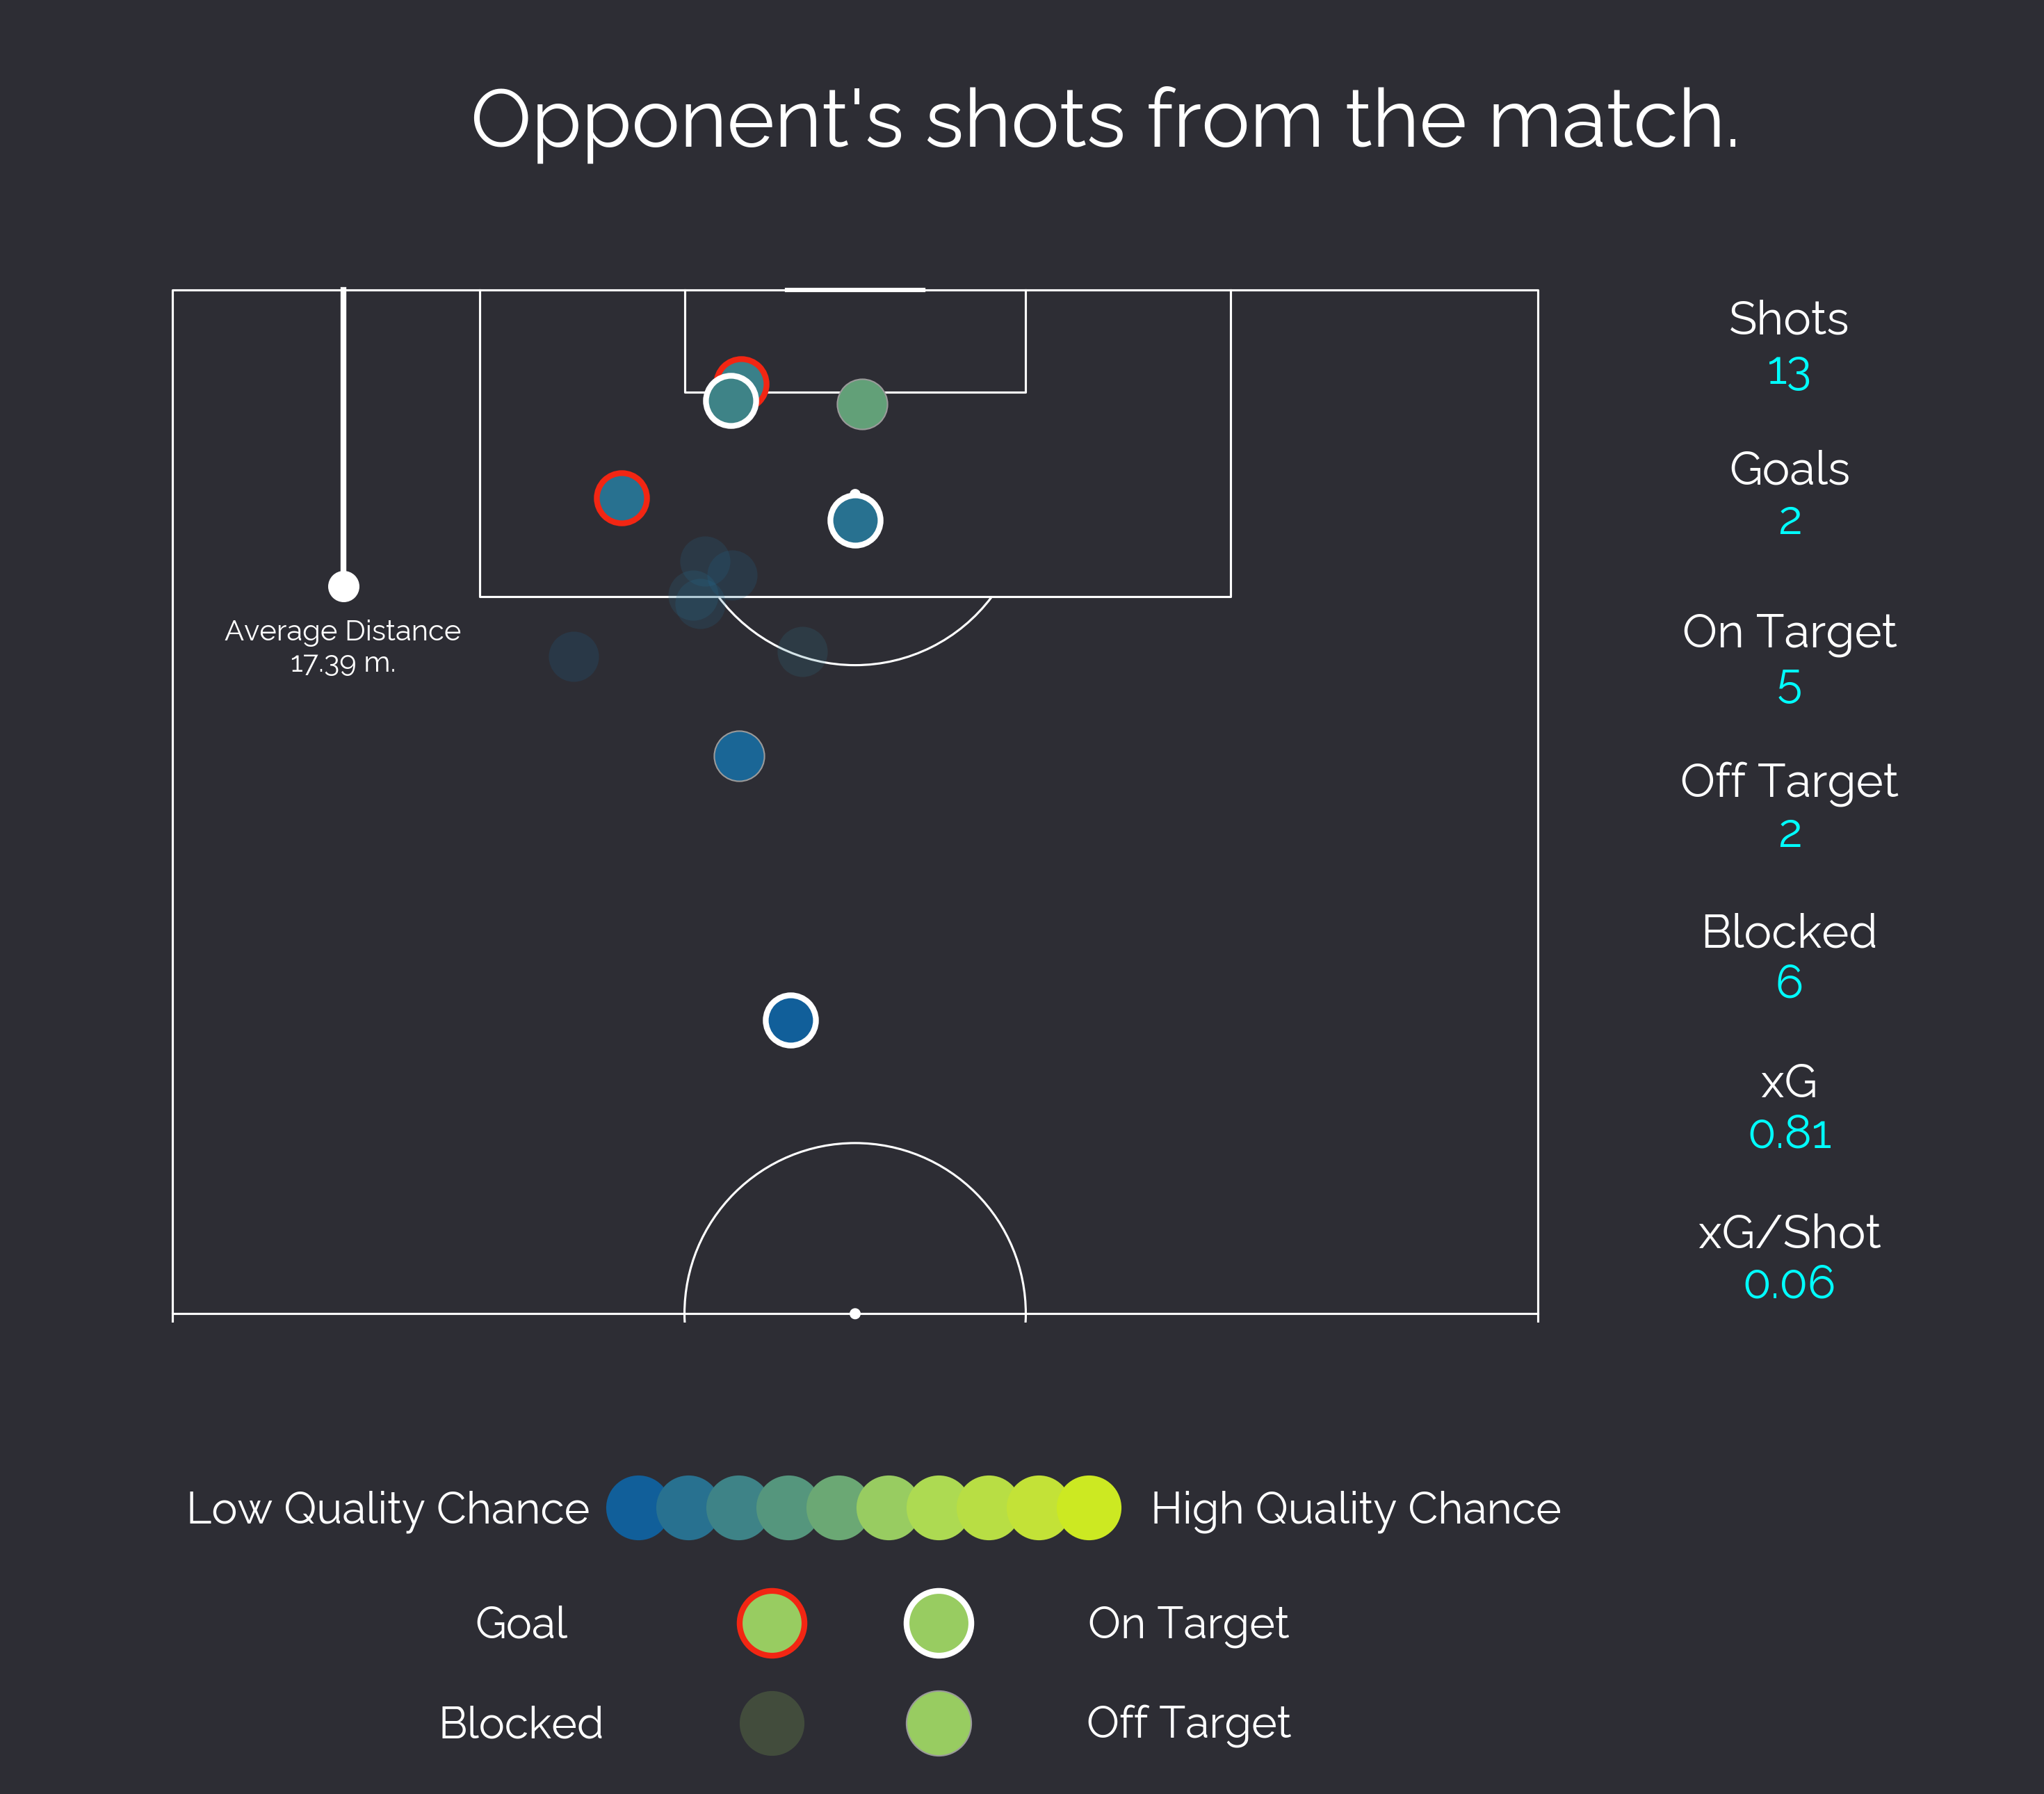 Opponent's shots from the match.
Shots
13
Goals
2
On Target
5
Off Target
2
Blocked
6
xG
0.81
xG/Shot
0.06
Average Distance
17.39 m.
Low Quality Chance
High Quality Chance
Goal
On Target
Blocked
Off Target